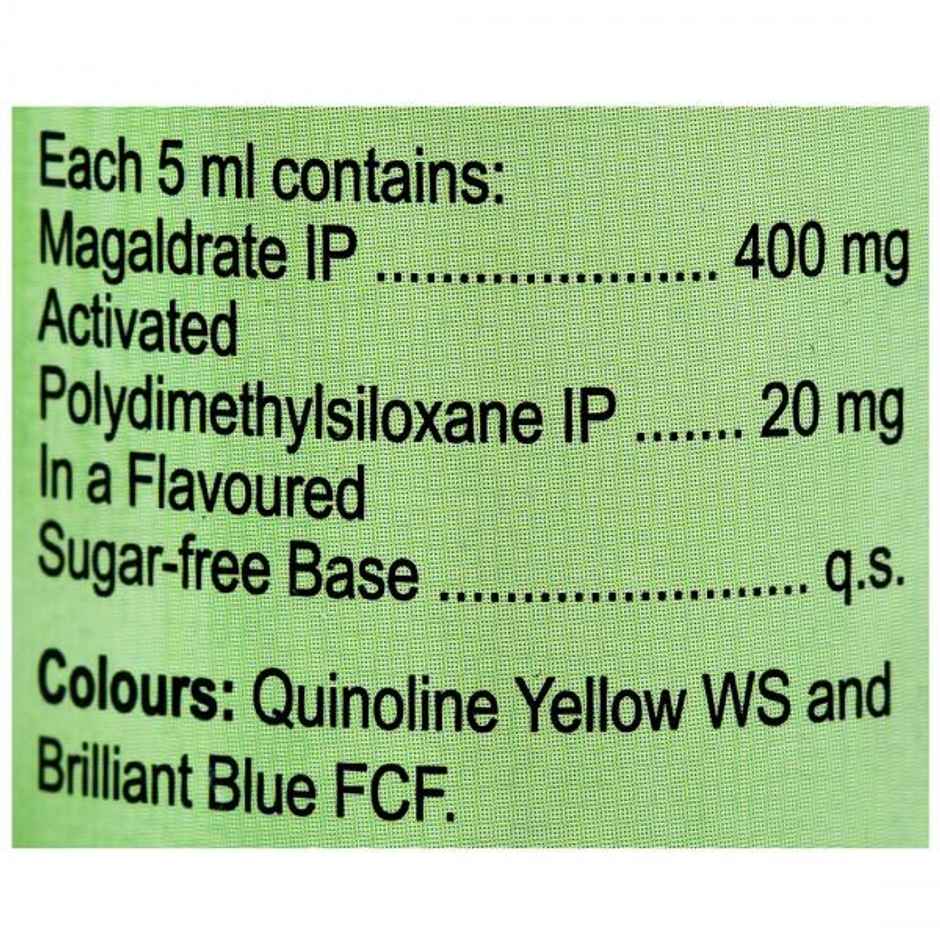 Each 5 ml contains:
Magaldrate IP ...................... 400 mg
Activated
Polydimethylsiloxane IP ....... 20 mg
In a Flavoured
Sugar-free Base ........................ q.s.
Colours: Quinoline Yellow WS and
Brilliant Blue FCF.